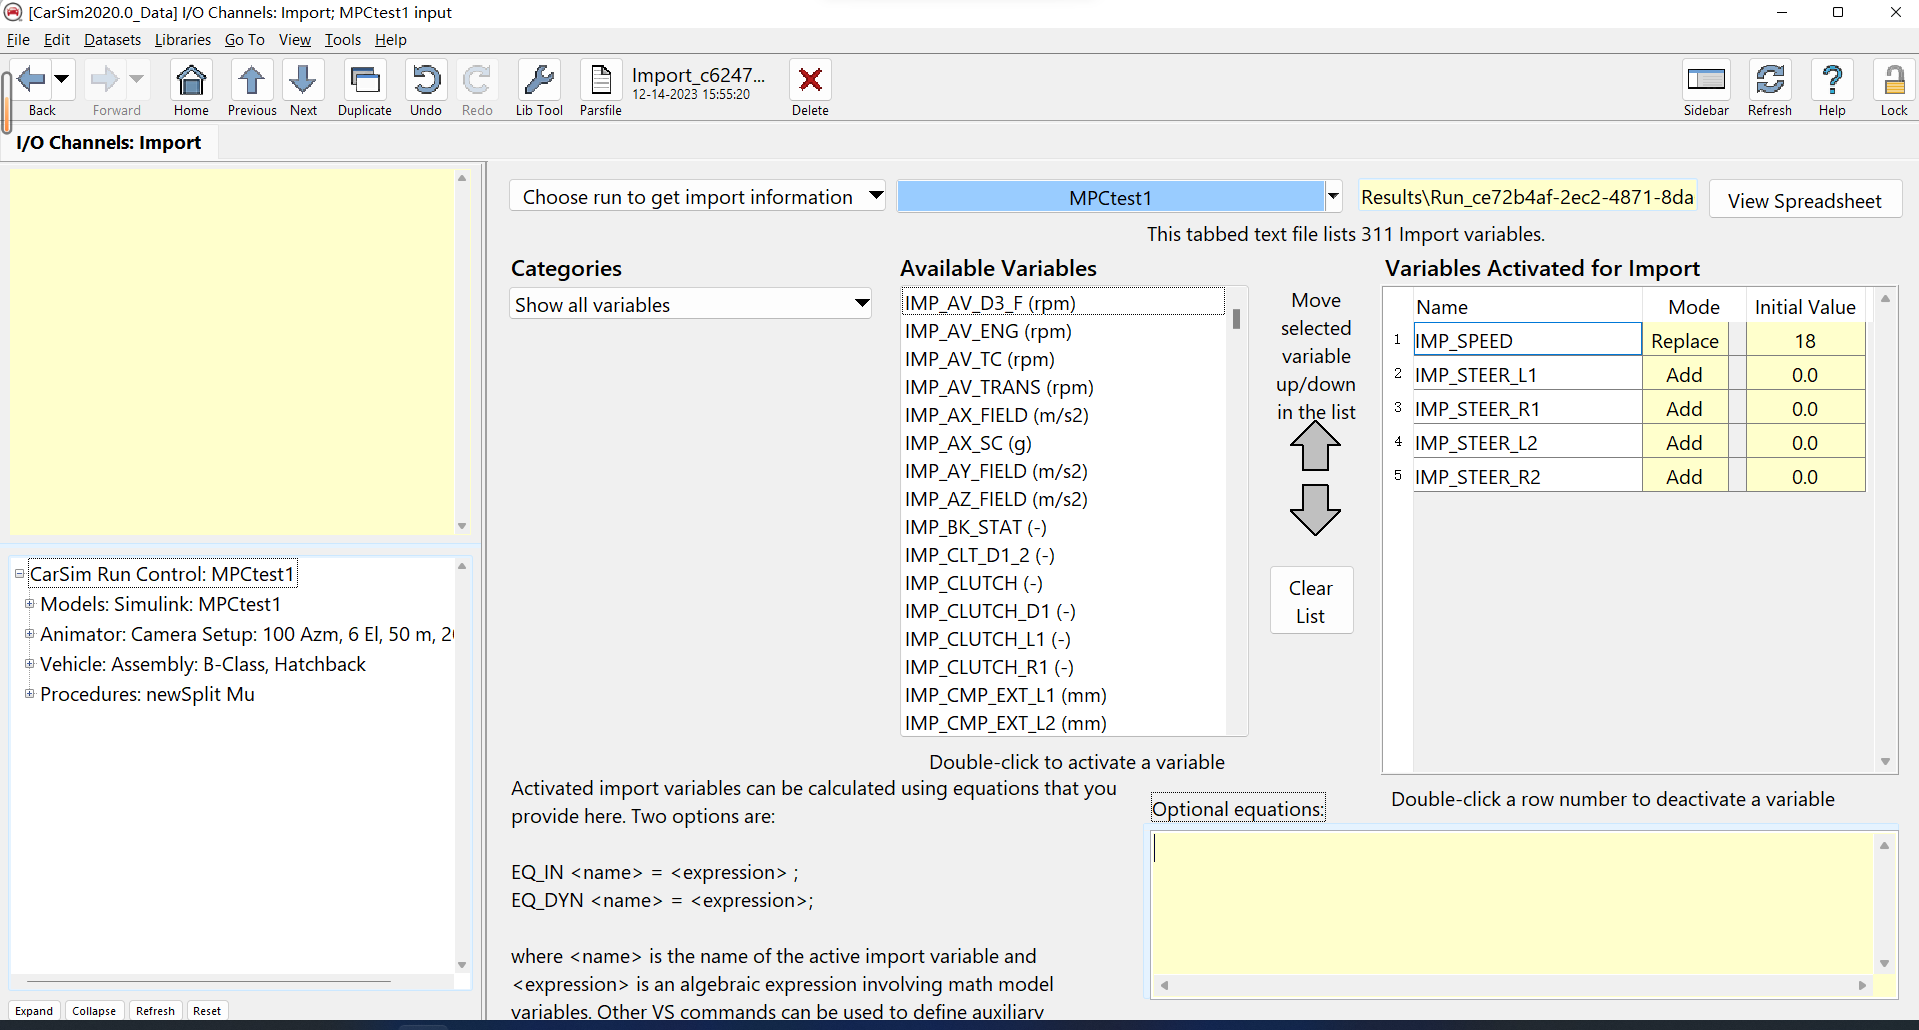 [CarSim2020.0_Data] I/O Channels: Import; MPCtest1 input
File Edit Datasets Libraries Go To View Tools Help
Back Forward Home Previous Next Duplicate Undo Redo Lib Tool Parsfile Import_c6247... 12-14-2023 15:55:20 Delete Sidebar Refresh Help Lock
I/O Channels: Import
Choose run to get import information MPCtest1 Results\Run_ce72b4af-2ec2-4871-8da View Spreadsheet
This tabbed text file lists 311 Import variables.
Categories
Show all variables
Available Variables
IMP_AV_D3_F (rpm)
IMP_AV_ENG (rpm)
IMP_AV_TC (rpm)
IMP_AV_TRANS (rpm)
IMP_AX_FIELD (m/s2)
IMP_AX_SC (g)
IMP_AY_FIELD (m/s2)
IMP_AZ_FIELD (m/s2)
IMP_BK_STAT (-)
IMP_CLT_D1_2 (-)
IMP_CLUTCH (-)
IMP_CLUTCH_D1 (-)
IMP_CLUTCH_L1 (-)
IMP_CLUTCH_R1 (-)
IMP_CMP_EXT_L1 (mm)
IMP_CMP_EXT_L2 (mm)
Double-click to activate a variable
Move
selected
variable
up/down
in the list
Clear
List
Variables Activated for Import
Name Mode Initial Value
1 IMP_SPEED Replace 18
2 IMP_STEER_L1 Add 0.0
3 IMP_STEER_R1 Add 0.0
4 IMP_STEER_L2 Add 0.0
5 IMP_STEER_R2 Add 0.0
Double-click a row number to deactivate a variable
CarSim Run Control: MPCtest1
Models: Simulink: MPCtest1
Animator: Camera Setup: 100 Azm, 6 El, 50 m, 2
Vehicle: Assembly: B-Class, Hatchback
Procedures: newSplit Mu
Activated import variables can be calculated using equations that you
provide here. Two options are:
EQ_IN <name> = <expression> ;
EQ_DYN <name> = <expression>;
where <name> is the name of the active import variable and
<expression> is an algebraic expression involving math model
variables. Other VS commands can be used to define auxiliary
Optional equations:
Expand Collapse Refresh Reset